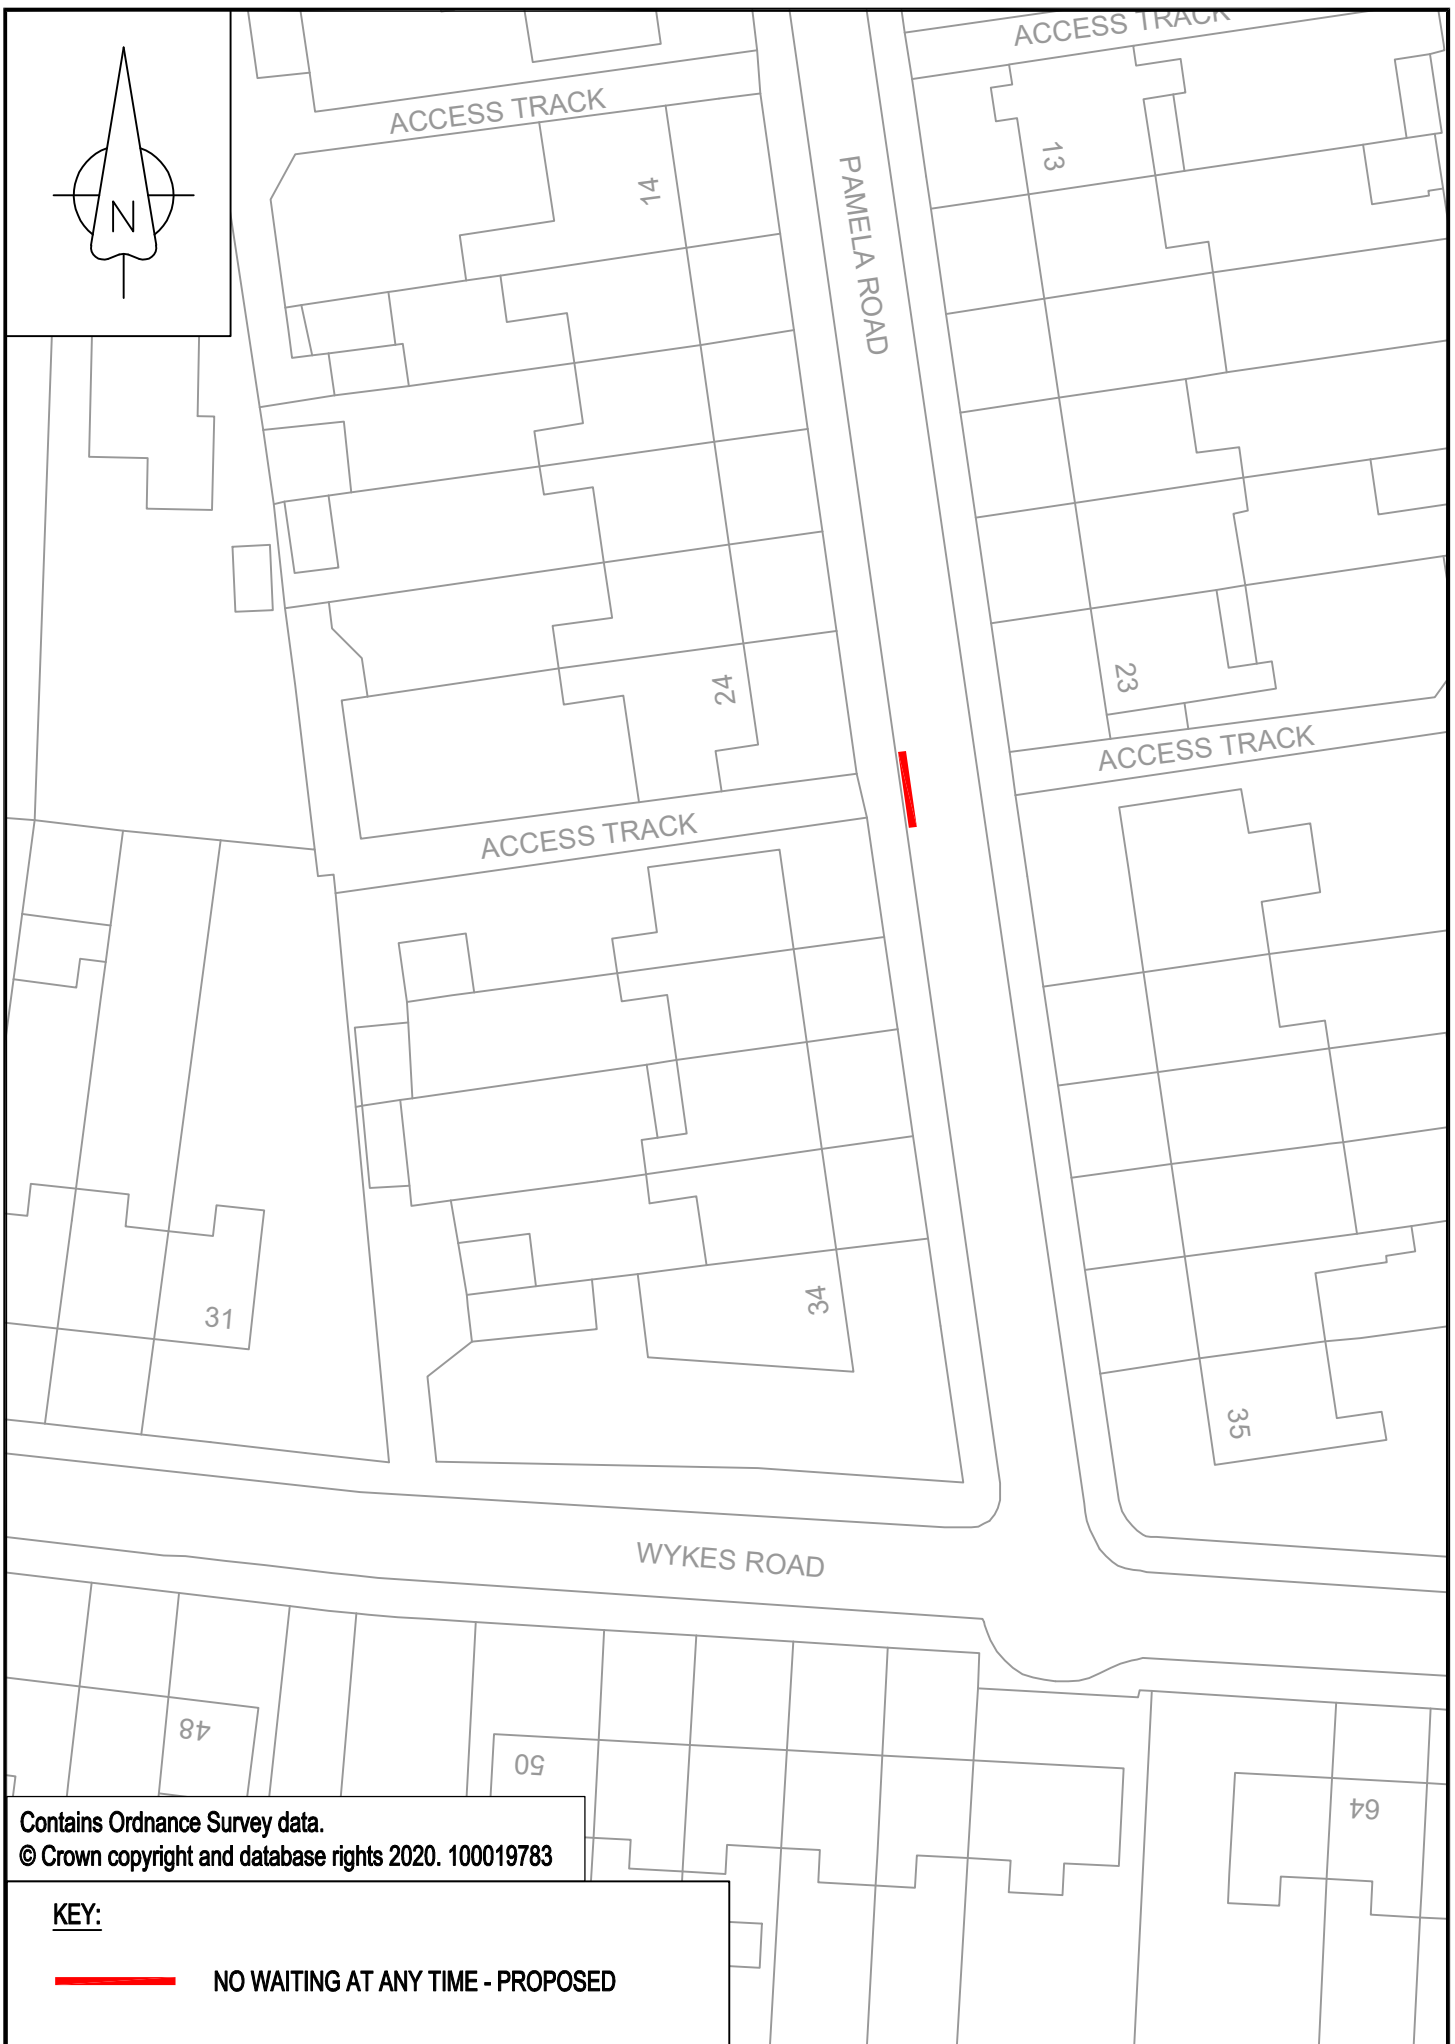 ACCESS TRACK
ACCESS TRACK
N
14
PAMELA ROAD
13
24
23
ACCESS TRACK
ACCESS TRACK
31
34
35
WYKES ROAD
48
50
64
Contains Ordnance Survey data.
© Crown copyright and database rights 2020. 100019783
KEY:
NO WAITING AT ANY TIME - PROPOSED